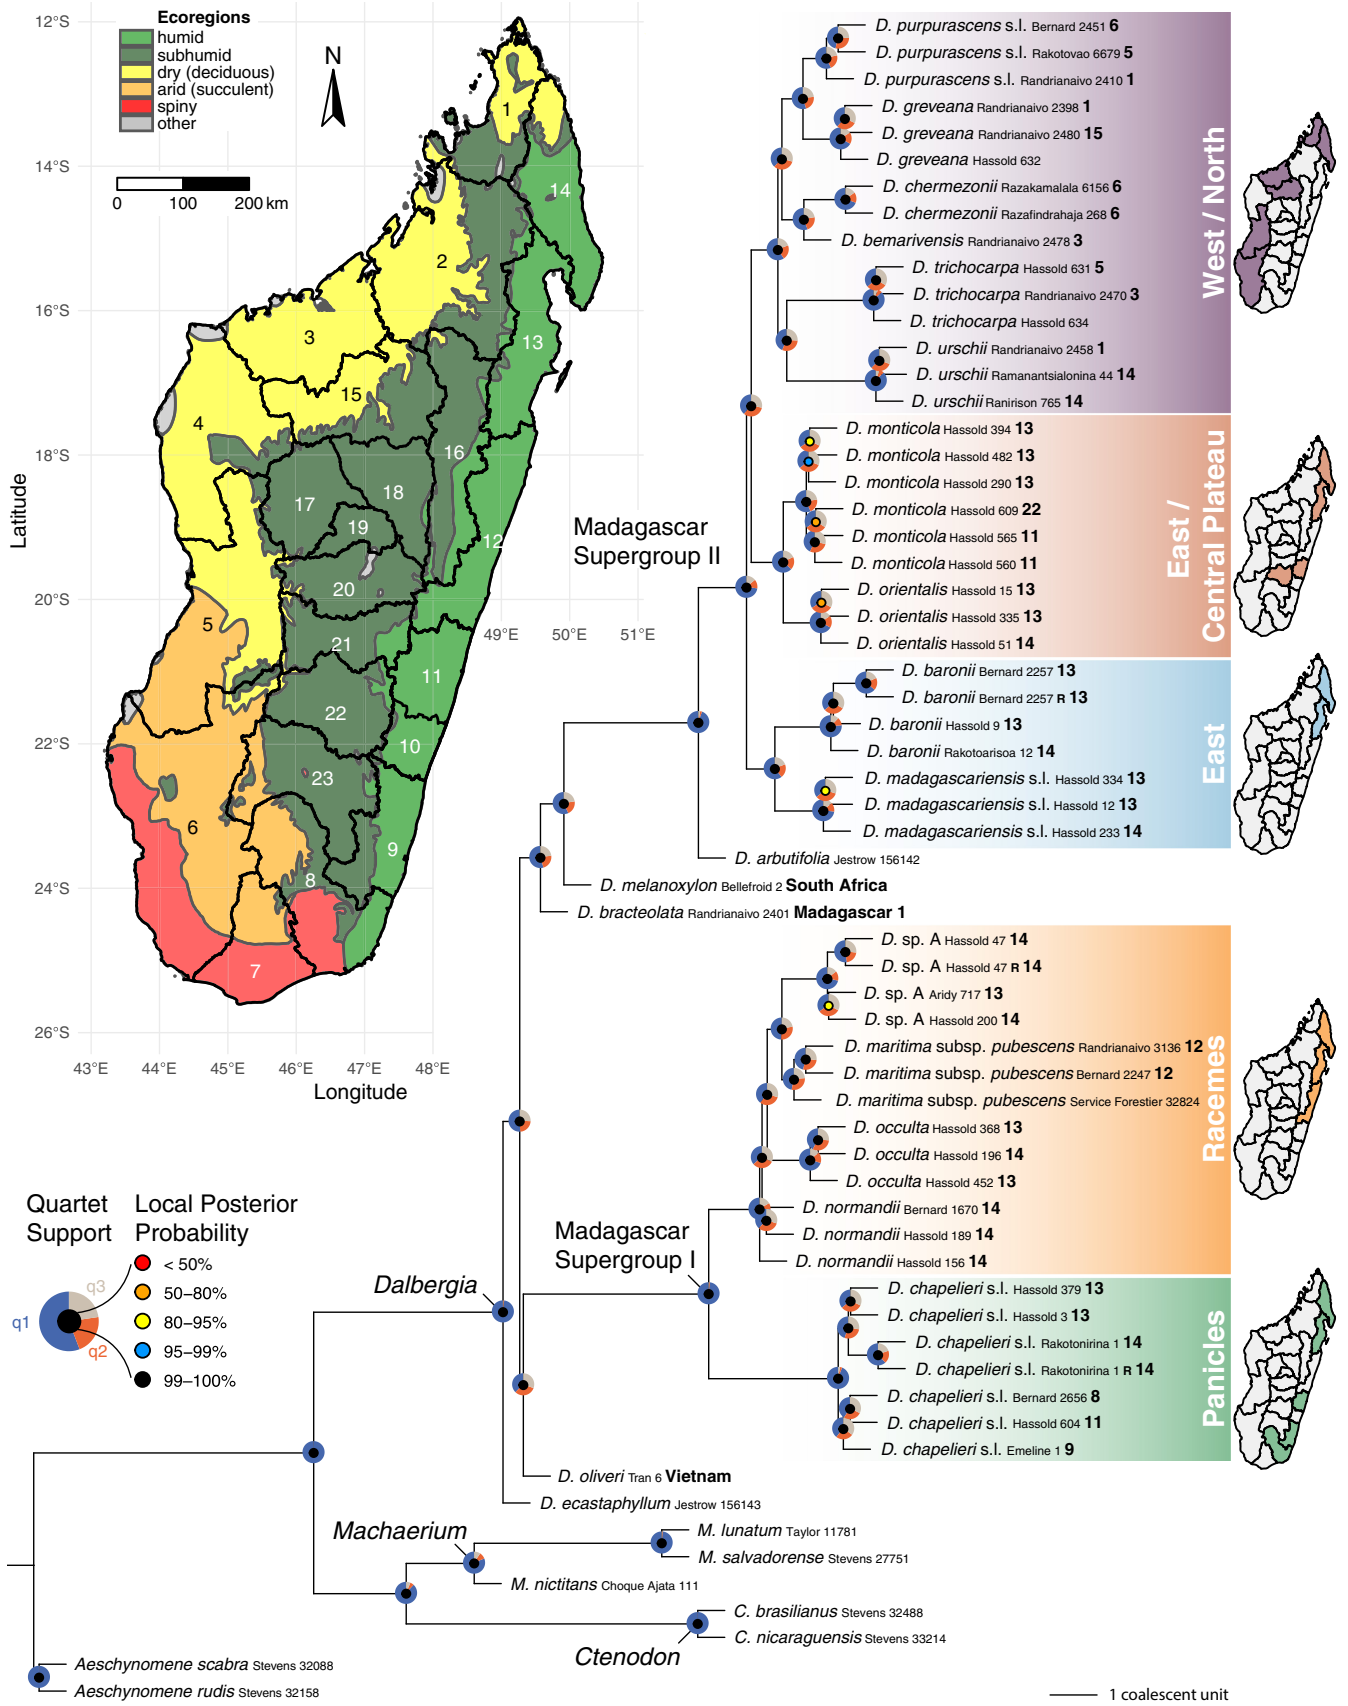 Ecoregions
humid
subhumid
dry (deciduous)
arid (succulent)
spiny
other
N
0 100 200 km
12°S
14°S
16°S
18°S
20°S
22°S
24°S
26°S
Latitude
43°E 44°E 45°E 46°E 47°E 48°E
49°E 50°E 51°E
Longitude
1
14
2
3
13
15
4
16
17
18
19
12
20
5
21
11
22
10
23
6
9
8
7
D. purpurascens s.l. Bernard 2451 6
D. purpurascens s.l. Rakotovao 6679 5
D. purpurascens s.l. Randrianaivo 2410 1
D. greveana Randrianaivo 2398 1
D. greveana Randrianaivo 2480 15
D. greveana Hassold 632
D. chermezonii Razakamalala 6156 6
D. chermezonii Razafindrahaja 268 6
D. bemarivensis Randrianaivo 2478 3
D. trichocarpa Hassold 631 5
D. trichocarpa Randrianaivo 2470 3
D. trichocarpa Hassold 634
D. urschii Randrianaivo 2458 1
D. urschii Ramanantsialonina 44 14
D. urschii Ranirison 765 14
West / North
D. monticola Hassold 394 13
D. monticola Hassold 482 13
D. monticola Hassold 290 13
D. monticola Hassold 609 22
D. monticola Hassold 565 11
D. monticola Hassold 560 11
D. orientalis Hassold 15 13
D. orientalis Hassold 335 13
D. orientalis Hassold 51 14
East /
Central Plateau
D. baronii Bernard 2257 13
D. baronii Bernard 2257 R 13
D. baronii Hassold 9 13
D. baronii Rakotoarisoa 12 14
D. madagascariensis s.l. Hassold 334 13
D. madagascariensis s.l. Hassold 12 13
D. madagascariensis s.l. Hassold 233 14
East
D. arbutifolia Jestrow 156142
D. melanoxylon Bellefroid 2 South Africa
D. bracteolata Randrianaivo 2401 Madagascar 1
Madagascar
Supergroup II
D. sp. A Hassold 47 14
D. sp. A Hassold 47 R 14
D. sp. A Aridy 717 13
D. sp. A Hassold 200 14
D. maritima subsp. pubescens Randrianaivo 3136 12
D. maritima subsp. pubescens Bernard 2247 12
D. maritima subsp. pubescens Service Forestier 32824
D. occulta Hassold 368 13
D. occulta Hassold 196 14
D. occulta Hassold 452 13
D. normandii Bernard 1670 14
D. normandii Hassold 189 14
D. normandii Hassold 156 14
Racemes
Madagascar
Supergroup I
D. chapelieri s.l. Hassold 379 13
D. chapelieri s.l. Hassold 3 13
D. chapelieri s.l. Rakotonirina 1 14
D. chapelieri s.l. Rakotonirina 1 R 14
D. chapelieri s.l. Bernard 2656 8
D. chapelieri s.l. Hassold 604 11
D. chapelieri s.l. Emeline 1 9
Panicles
D. oliveri Tran 6 Vietnam
D. ecastaphyllum Jestrow 156143
Dalbergia
Quartet
Support
q3
q1
q2
Local Posterior
Probability
< 50%
50–80%
80–95%
95–99%
99–100%
Machaerium
M. lunatum Taylor 11781
M. salvadorense Stevens 27751
M. nictitans Choque Ajata 111
C. brasilianus Stevens 32488
C. nicaraguensis Stevens 33214
Ctenodon
Aeschynomene scabra Stevens 32088
Aeschynomene rudis Stevens 32158
1 coalescent unit